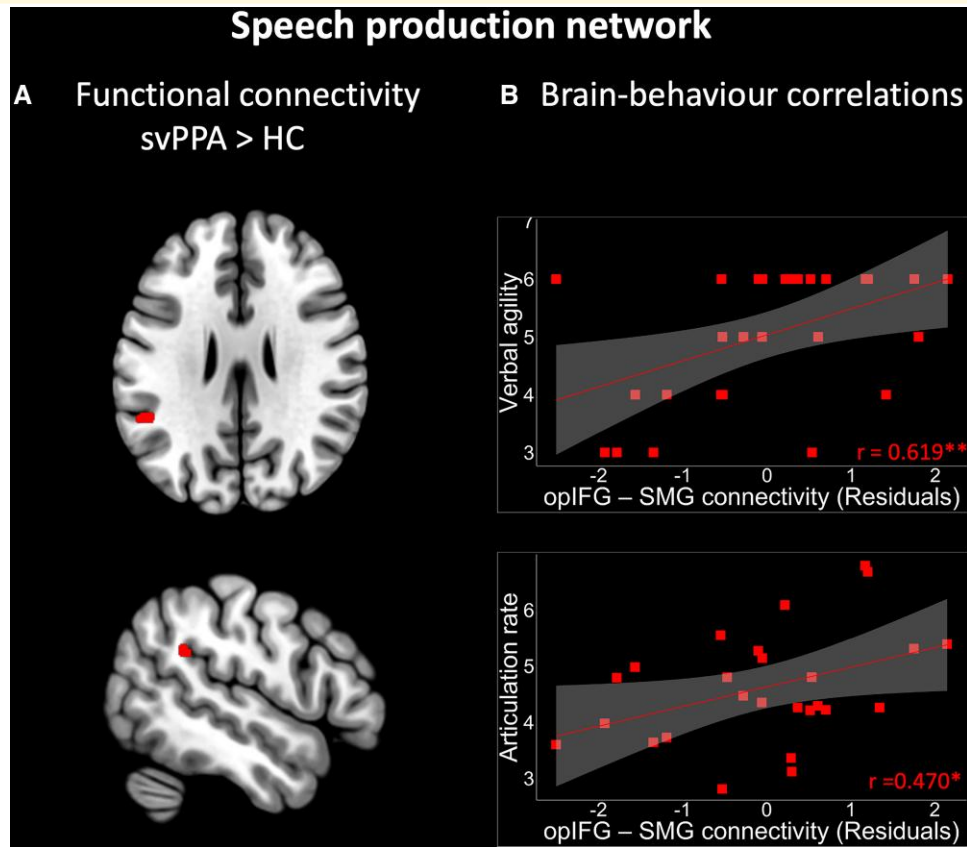 Speech production network
A Functional connectivity
svPPA > HC
B Brain-behaviour correlations
7
6
5
4
3
Verbal agility
r = 0.619**
-2 -1 0 1 2
opIFG – SMG connectivity (Residuals)
6
5
4
3
Articulation rate
r =0.470*
-2 -1 0 1 2
opIFG – SMG connectivity (Residuals)